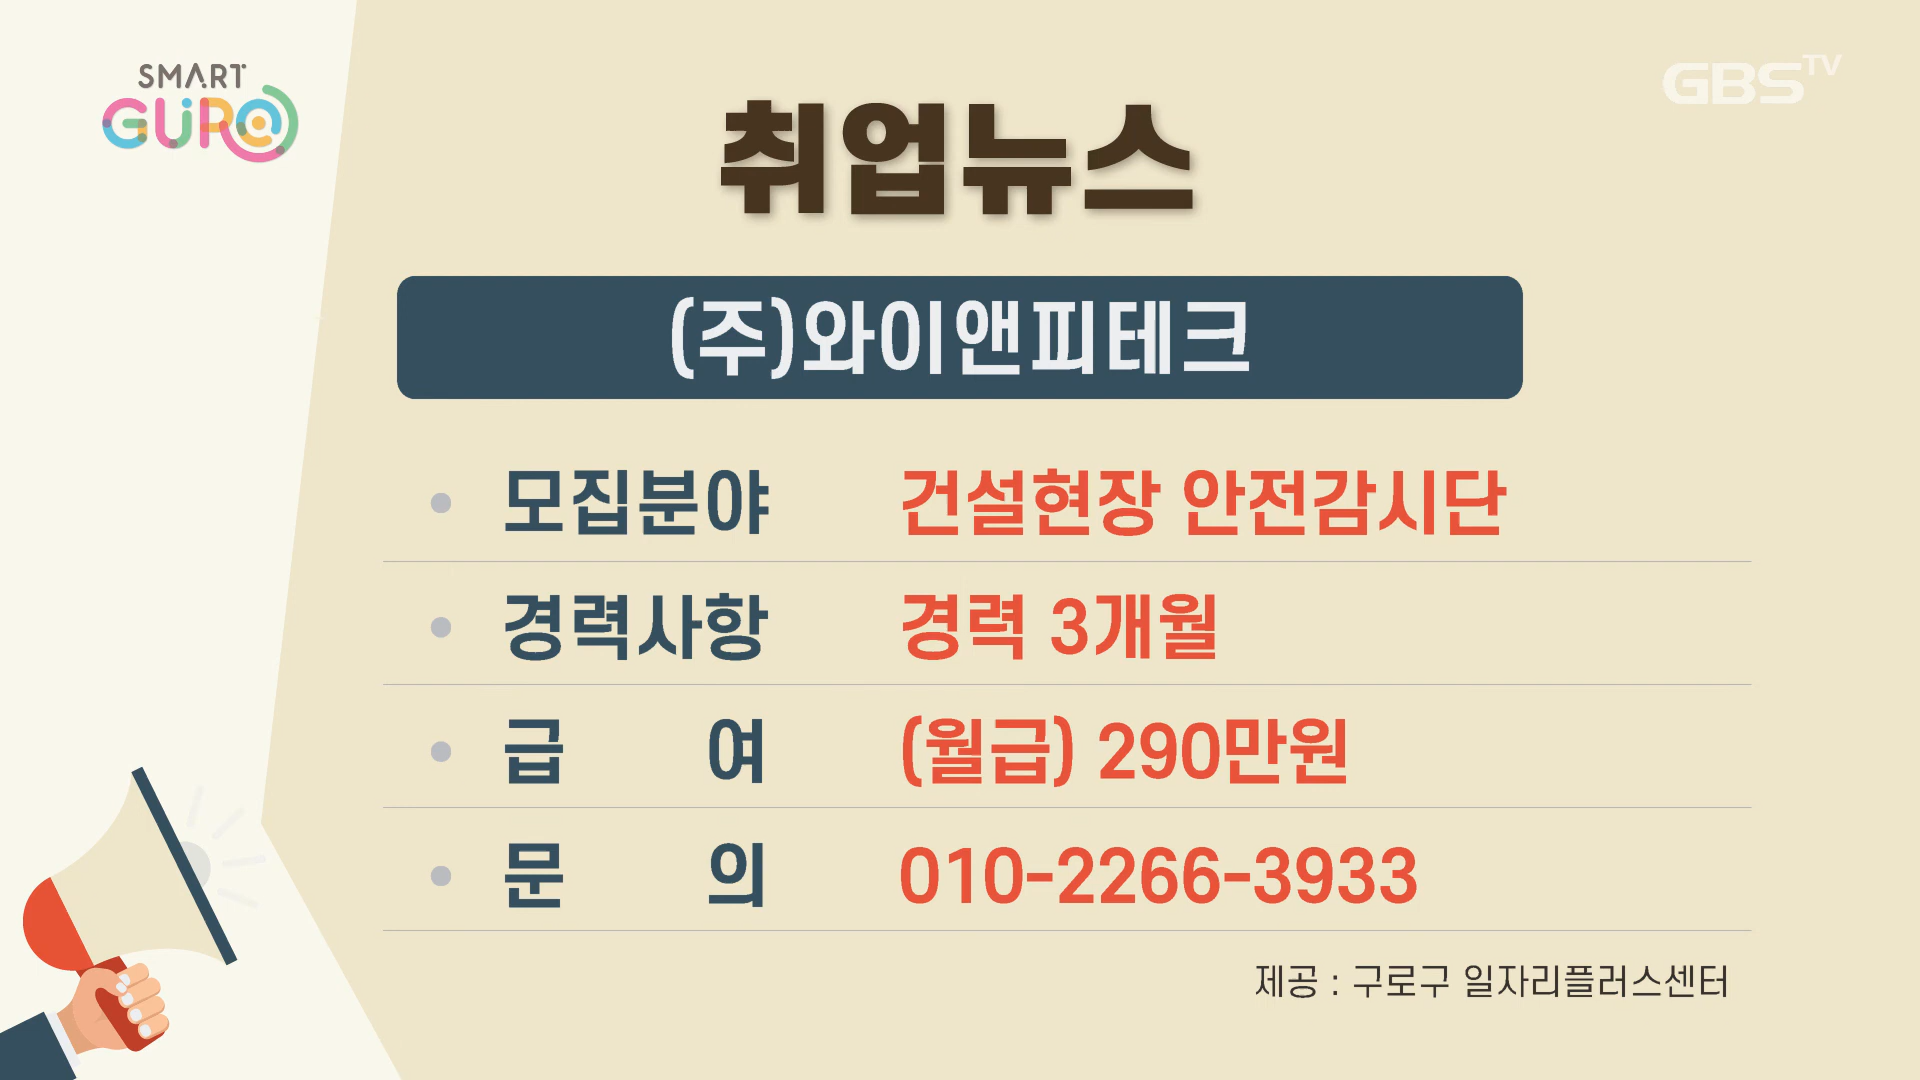 SMART
GURO
GBS TV
취업뉴스
(주)와이앤피테크
모집분야 건설현장 안전감시단
경력사항 경력 3개월
급 여 (월급) 290만원
문 의 010-2266-3933
제공 : 구로구 일자리플러스센터